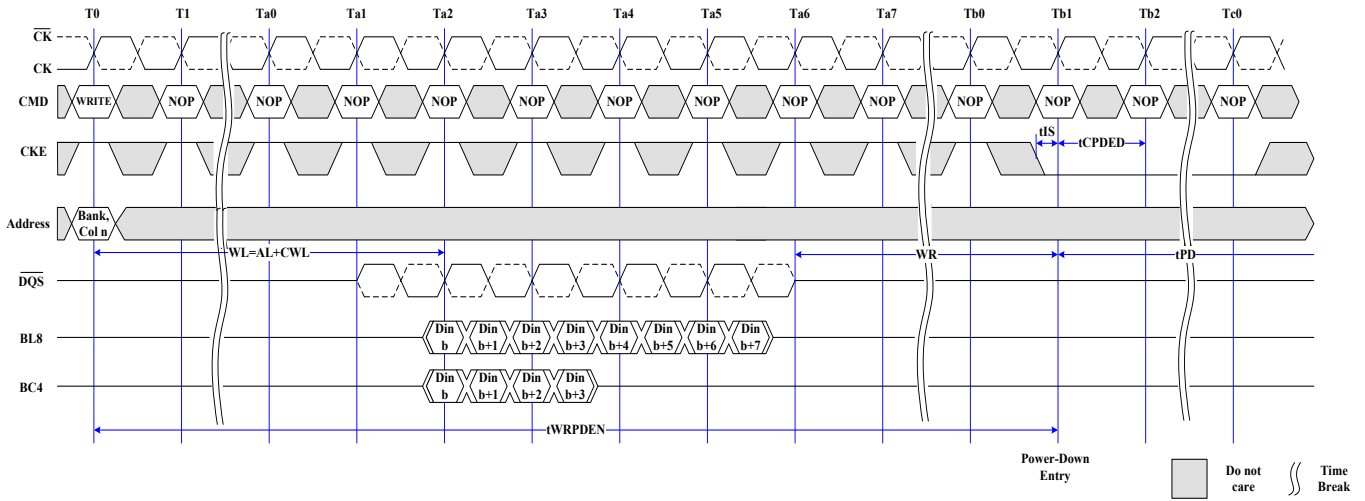 T0 T1 Ta0 Ta1 Ta2 Ta3 Ta4 Ta5 Ta6 Ta7 Tb0 Tb1 Tb2 Tc0
CK
CK
CMD WRITE NOP NOP NOP NOP NOP NOP NOP NOP NOP NOP NOP NOP NOP
tIS
CKE tCPDED
Address Bank, Col n
WL=AL+CWL WR tPD
DQS
BL8 Din b Din b+1 Din b+2 Din b+3 Din b+4 Din b+5 Din b+6 Din b+7
BC4 Din b Din b+1 Din b+2 Din b+3
tWRPDEN
Power-Down
Entry
Do not care
Time Break